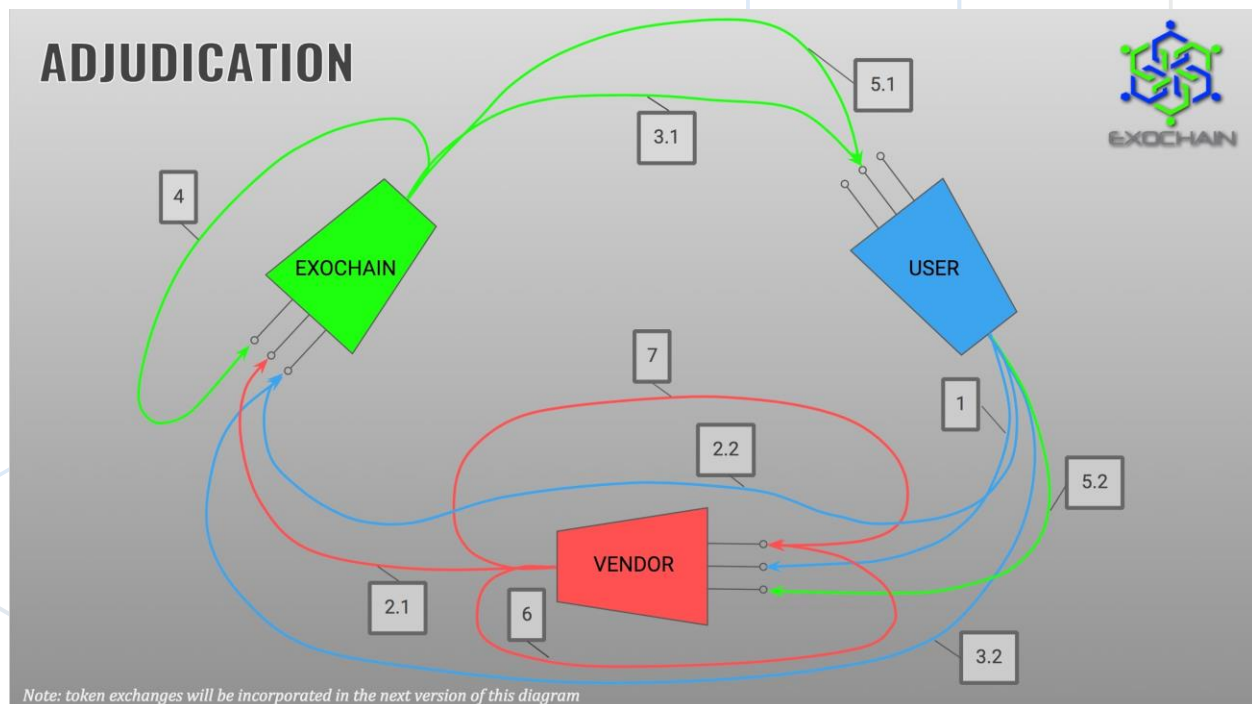 ADJUDICATION
5.1
3.1
EXOCHAIN
4
EXOCHAIN
USER
7
1
2.2
5.2
VENDOR
2.1
6
3.2
Note: token exchanges will be incorporated in the next version of this diagram